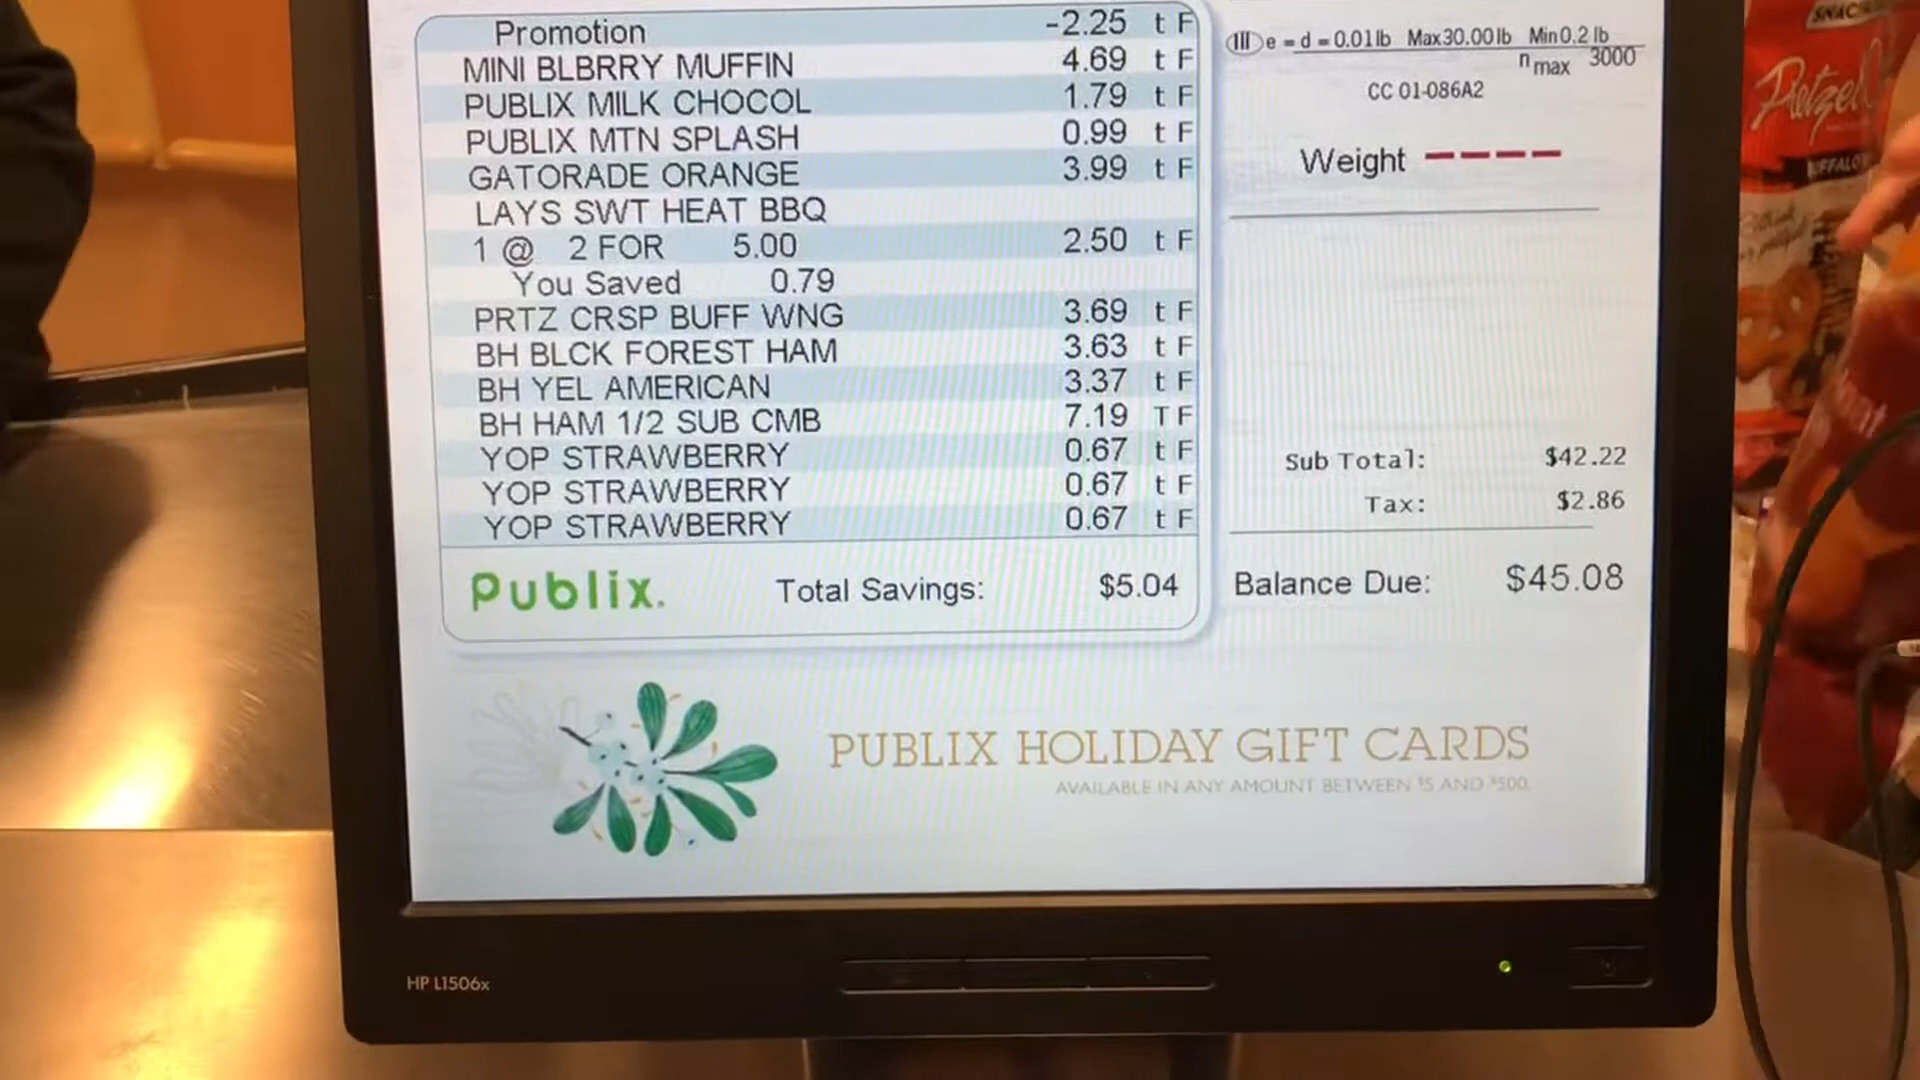 Promotion -2.25 t F
MINI BLBRRY MUFFIN 4.69 t F
PUBLIX MILK CHOCOL 1.79 t F
PUBLIX MTN SPLASH 0.99 t F
GATORADE ORANGE 3.99 t F
LAYS SWT HEAT BBQ
1 @ 2 FOR 5.00 2.50 t F
You Saved 0.79
PRTZ CRSP BUFF WNG 3.69 t F
BH BLCK FOREST HAM 3.63 t F
BH YEL AMERICAN 3.37 t F
BH HAM 1/2 SUB CMB 7.19 T F
YOP STRAWBERRY 0.67 t F
YOP STRAWBERRY 0.67 t F
YOP STRAWBERRY 0.67 t F
Publix. Total Savings: $5.04
III e = d = 0.01 lb Max 30.00 lb Min 0.2 lb
n max 3000
CC 01-086A2
Weight ----
Sub Total: $42.22
Tax: $2.86
Balance Due: $45.08
PUBLIX HOLIDAY GIFT CARDS
AVAILABLE IN ANY AMOUNT BETWEEN $5 AND $500.
HP L1506x